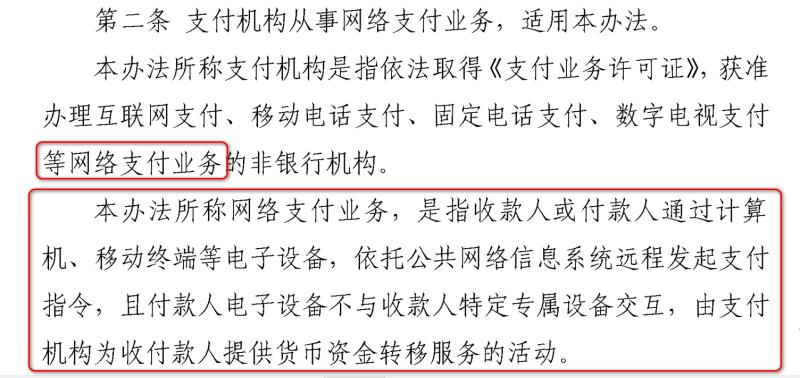 第二条 支付机构从事网络支付业务，适用本办法。
本办法所称支付机构是指依法取得《支付业务许可证》，获准
办理互联网支付、移动电话支付、固定电话支付、数字电视支付
等网络支付业务的非银行机构。
本办法所称网络支付业务，是指收款人或付款人通过计算
机、移动终端等电子设备，依托公共网络信息系统远程发起支付
指令，且付款人电子设备不与收款人特定专属设备交互，由支付
机构为收付款人提供货币资金转移服务的活动。